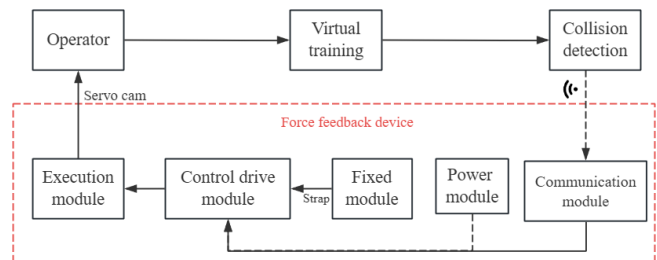 Operator
Virtual
training
Collision
detection
Servo cam
Force feedback device
Execution
module
Control drive
module
Strap
Fixed
module
Power
module
Communication
module